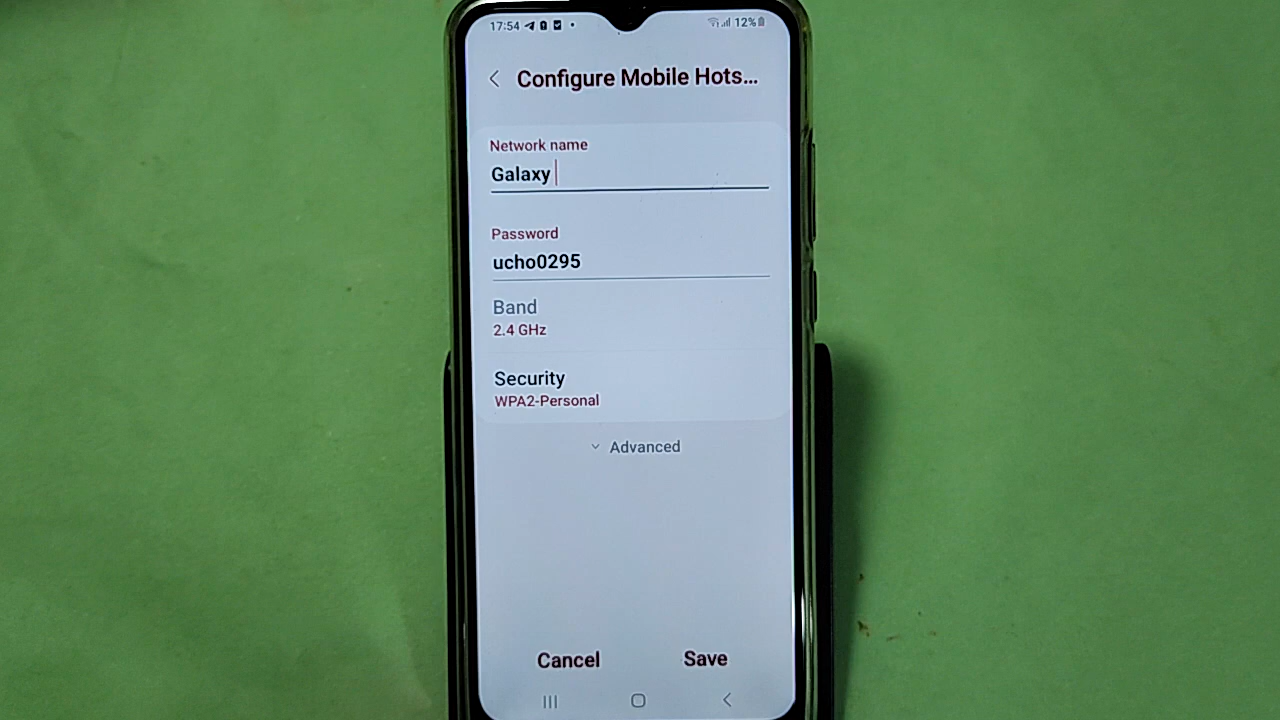 17:54 12%
Configure Mobile Hots...
Network name
Galaxy
Password
ucho0295
Band
2.4 GHz
Security
WPA2-Personal
Advanced
Cancel Save